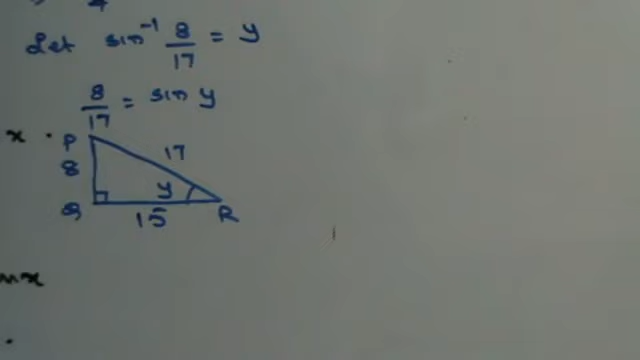 Let sin⁻¹ 8/17 = y
8/17 = sin y
x
P
17
8
y
Q
15
R